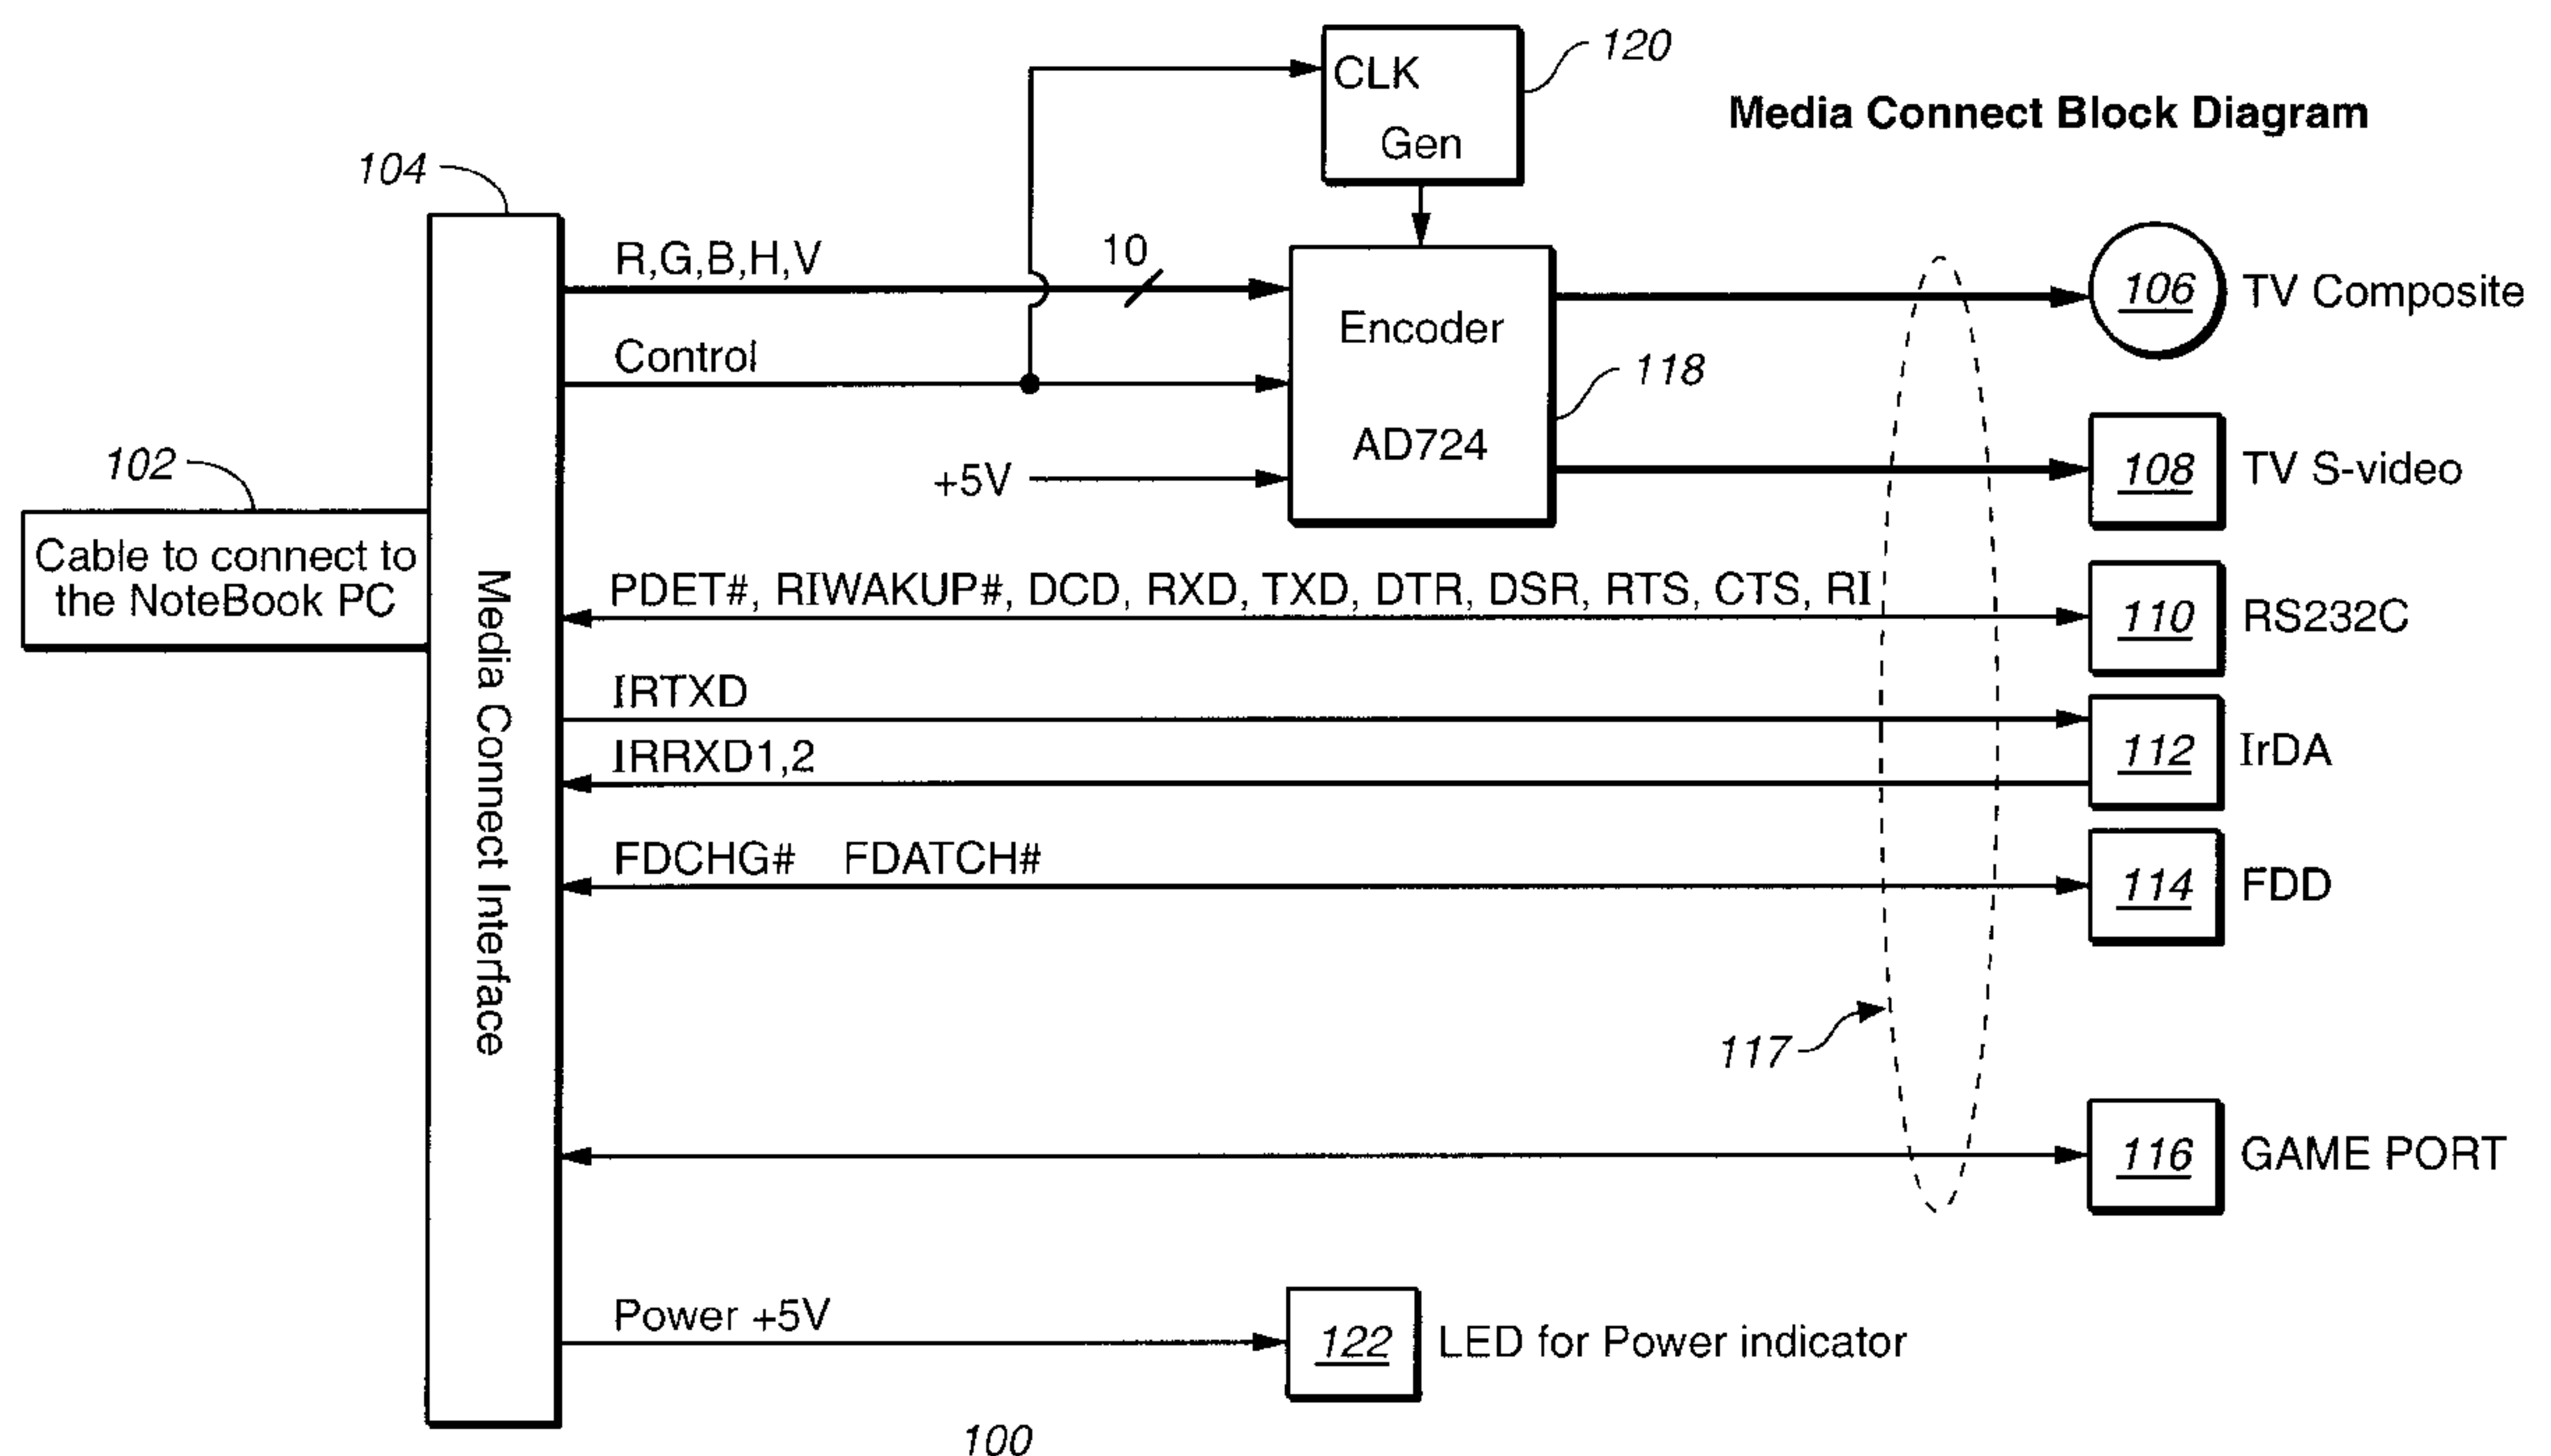 120
CLK
Gen
Media Connect Block Diagram
104
R,G,B,H,V
10
Encoder
AD724
106
TV Composite
Control
118
+5V
108
TV S-video
102
Cable to connect to
the NoteBook PC
Media Connect Interface
PDET#, RIWAKUP#, DCD, RXD, TXD, DTR, DSR, RTS, CTS, RI
110
RS232C
IRTXD
IRRXD1,2
112
IrDA
FDCHG# FDATCH#
114
FDD
117
116
GAME PORT
Power +5V
122
LED for Power indicator
100